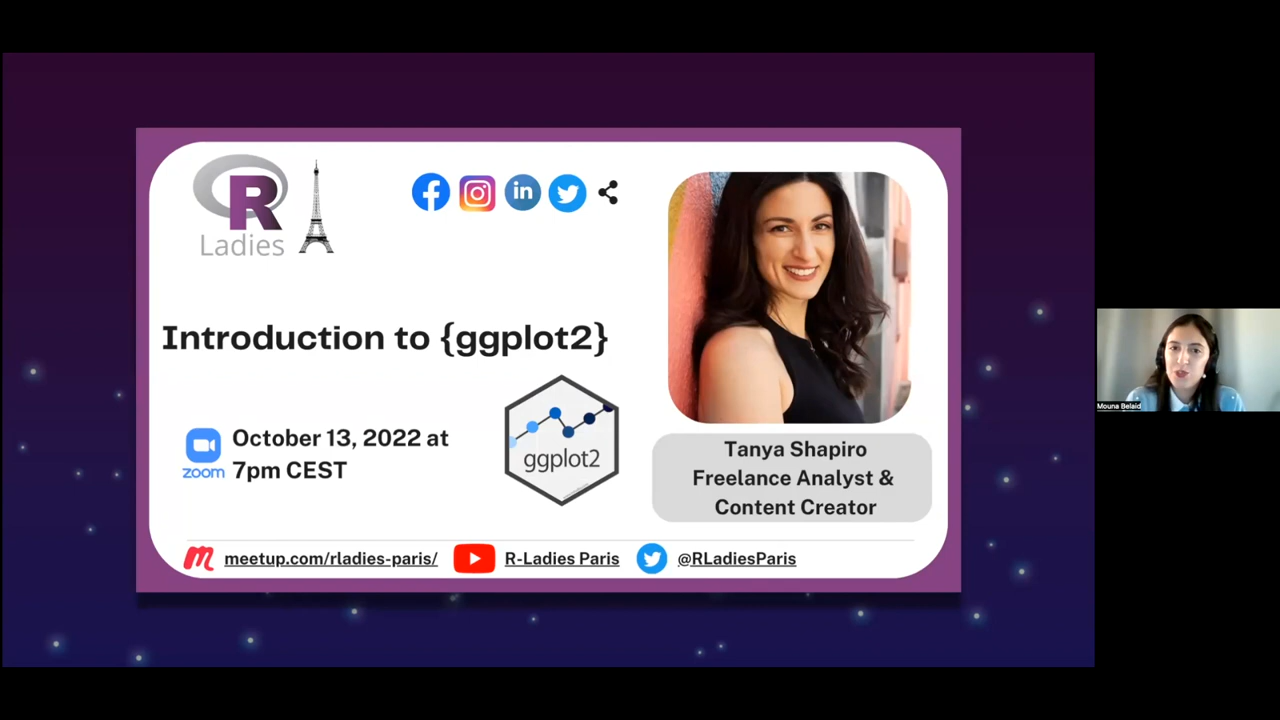 R
Ladies
in
Introduction to {ggplot2}
zoom
October 13, 2022 at
7pm CEST
ggplot2
Tanya Shapiro
Freelance Analyst &
Content Creator
meetup.com/rladies-paris/
R-Ladies Paris
@RLadiesParis
Mouna Belaid